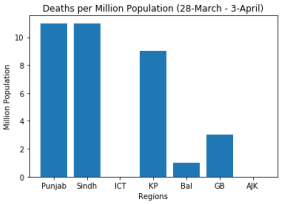 Deaths per Million Population (28-March - 3-April)
Million Population
10
8
6
4
2
0
Punjab Sindh ICT KP Bal GB AJK
Regions